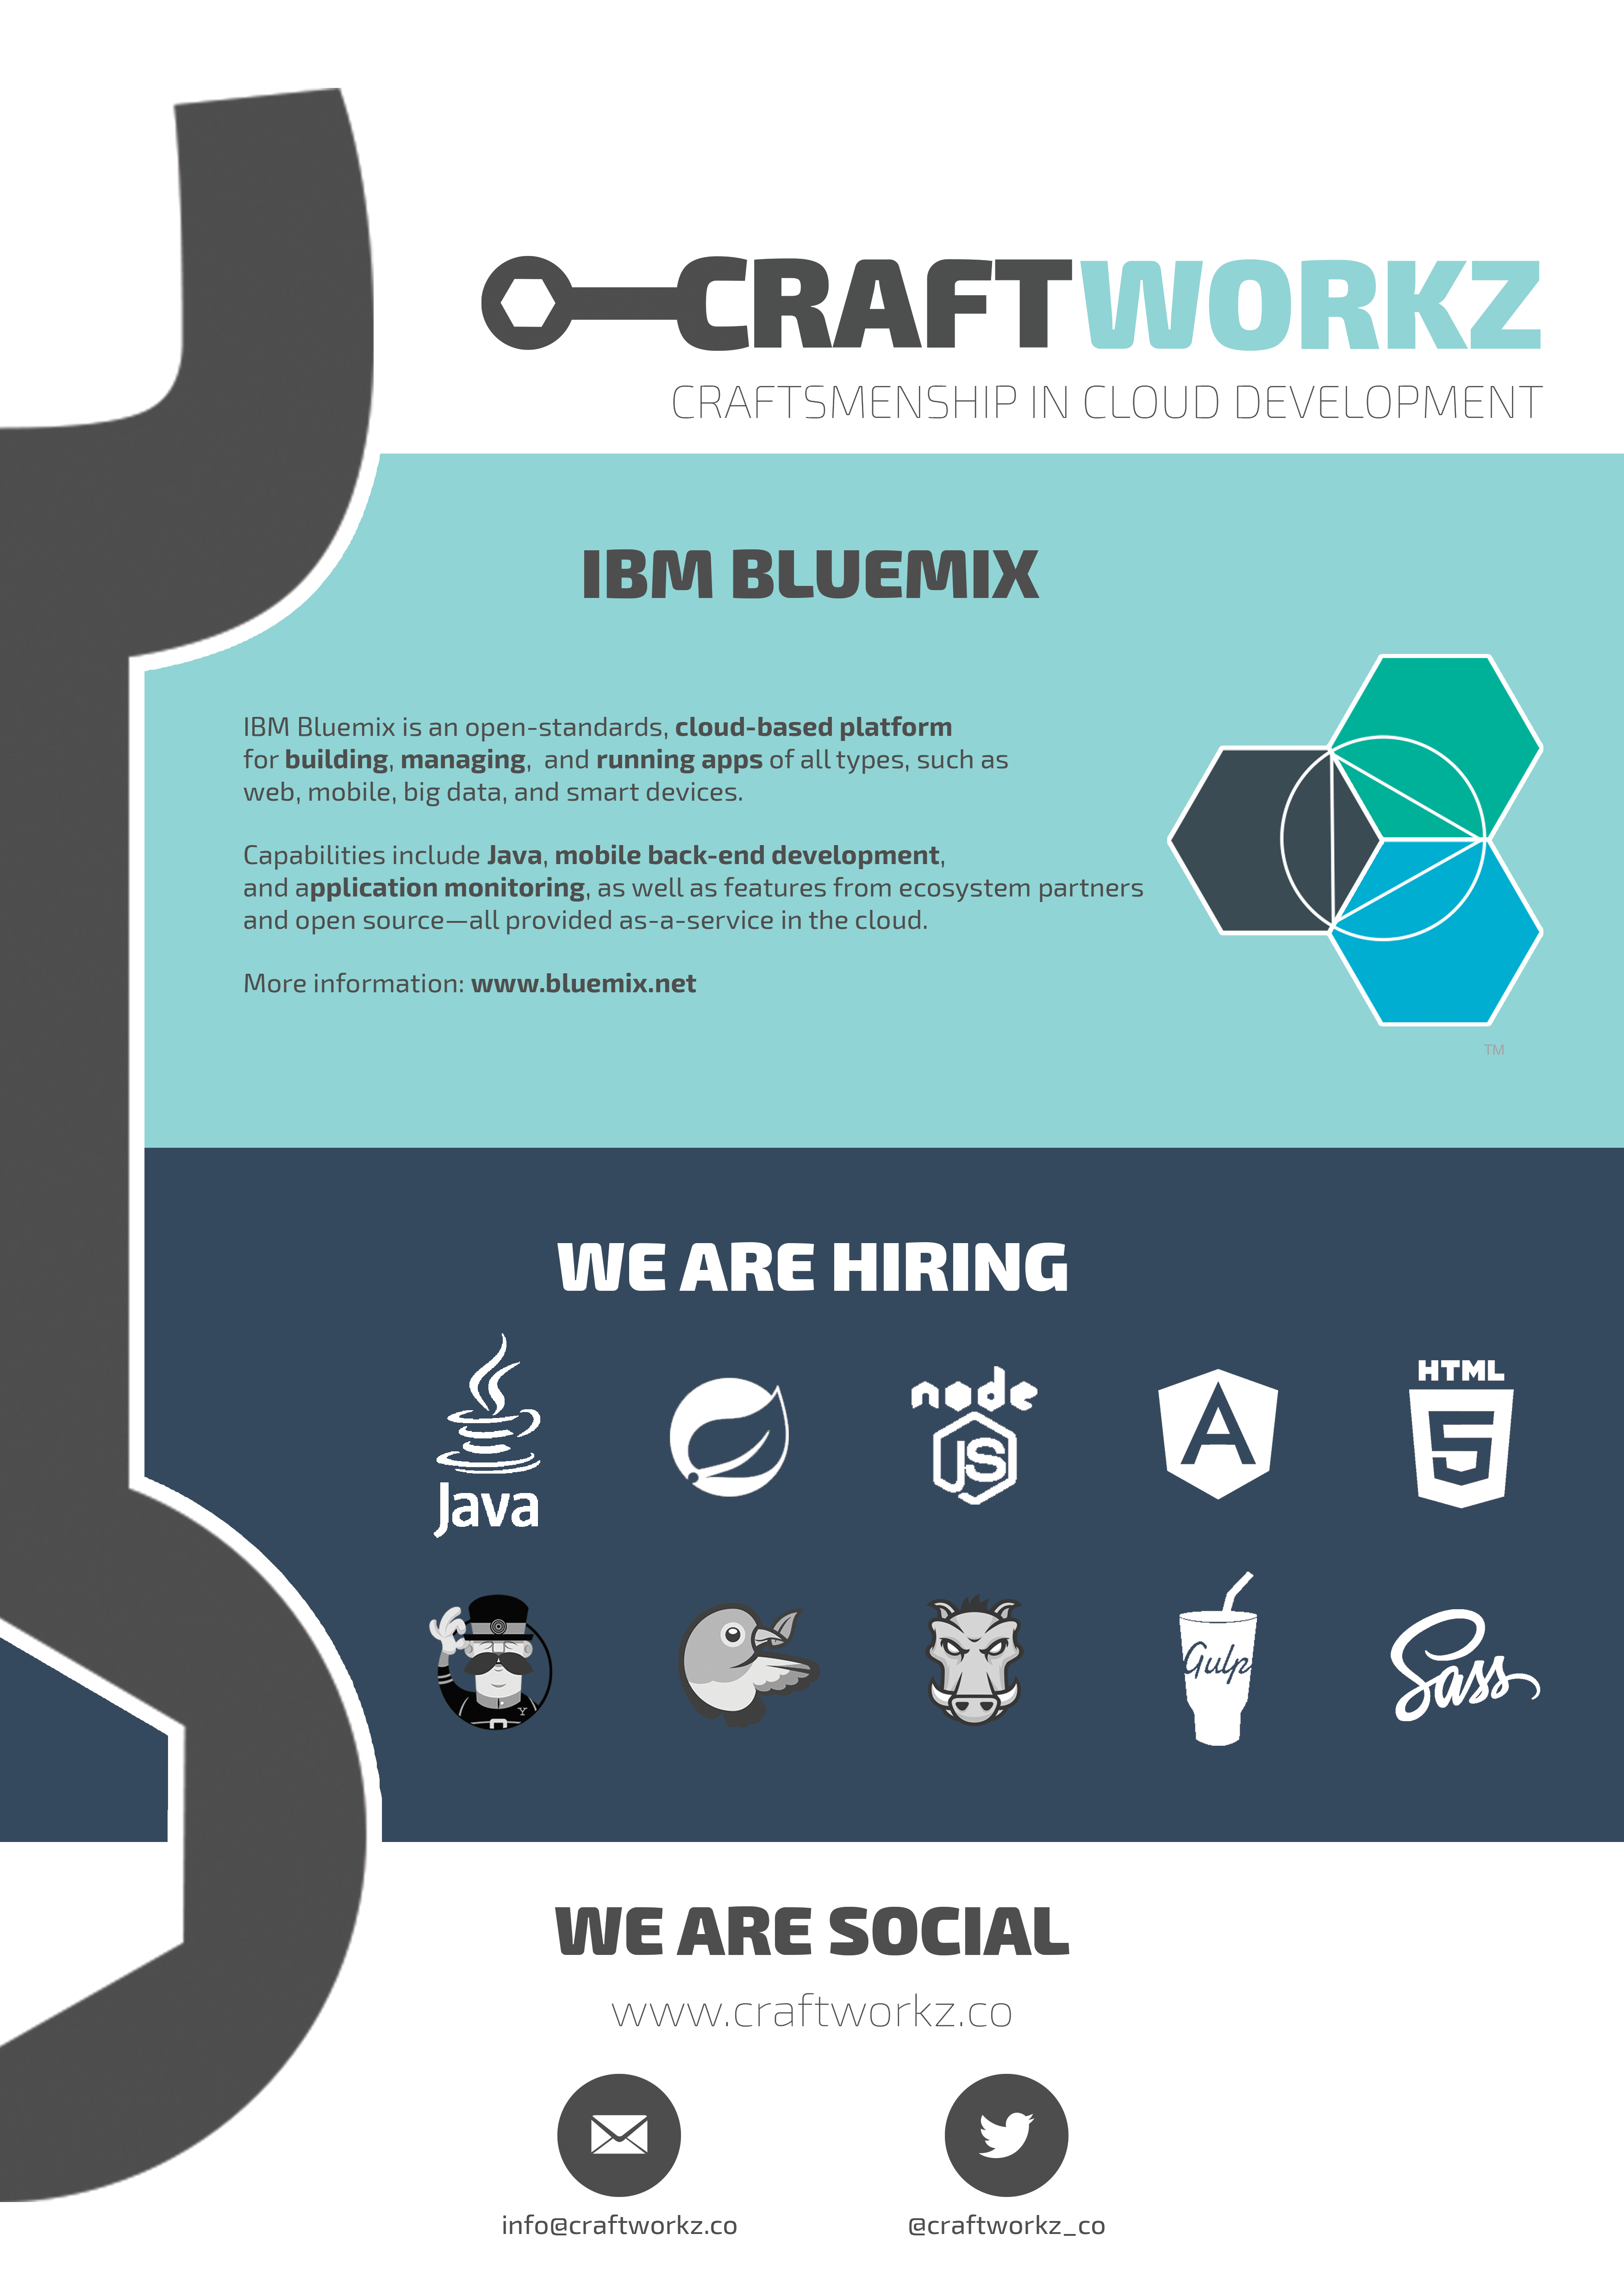 CRAFTWORKZ
CRAFTSMENSHIP IN CLOUD DEVELOPMENT
IBM BLUEMIX
IBM Bluemix is an open-standards, cloud-based platform
for building, managing,  and running apps of all types, such as
web, mobile, big data, and smart devices.
Capabilities include Java, mobile back-end development,
and application monitoring, as well as features from ecosystem partners
and open source—all provided as-a-service in the cloud.
More information: www.bluemix.net
TM
WE ARE HIRING
Java
node
JS
A
HTML
5
Y
Gulp
Sass
WE ARE SOCIAL
www.craftworkz.co
info@craftworkz.co
@craftworkz_co